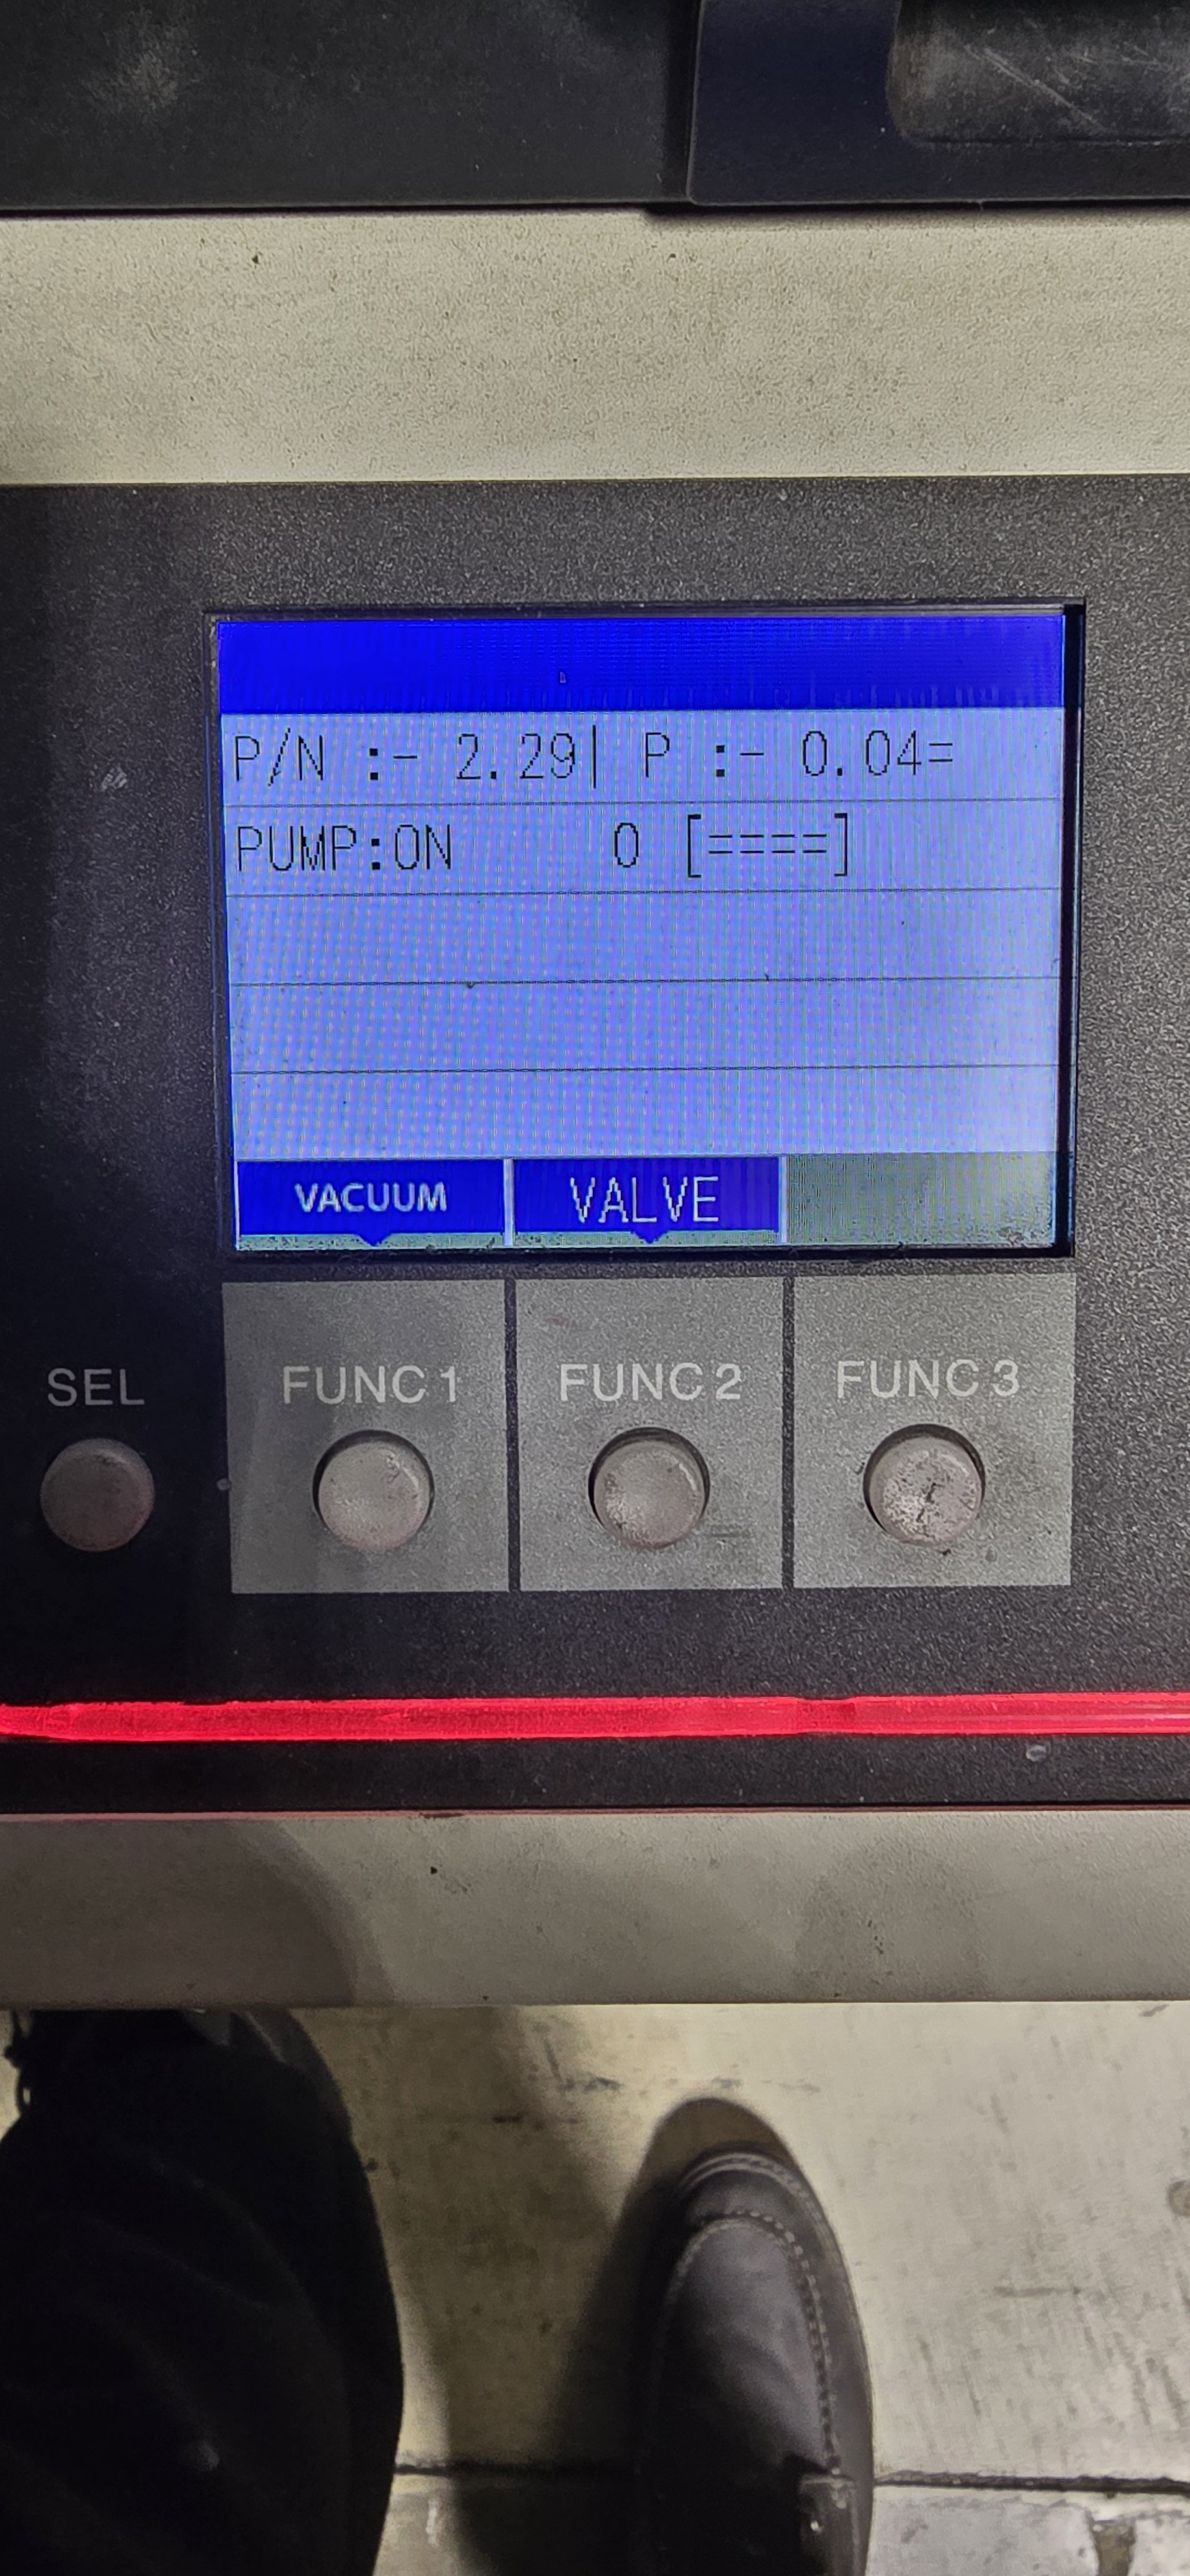 P/N :- 2.29| P :- 0.04=
PUMP:ON 0 [====]
VACUUM VALVE
SEL FUNC 1 FUNC 2 FUNC 3